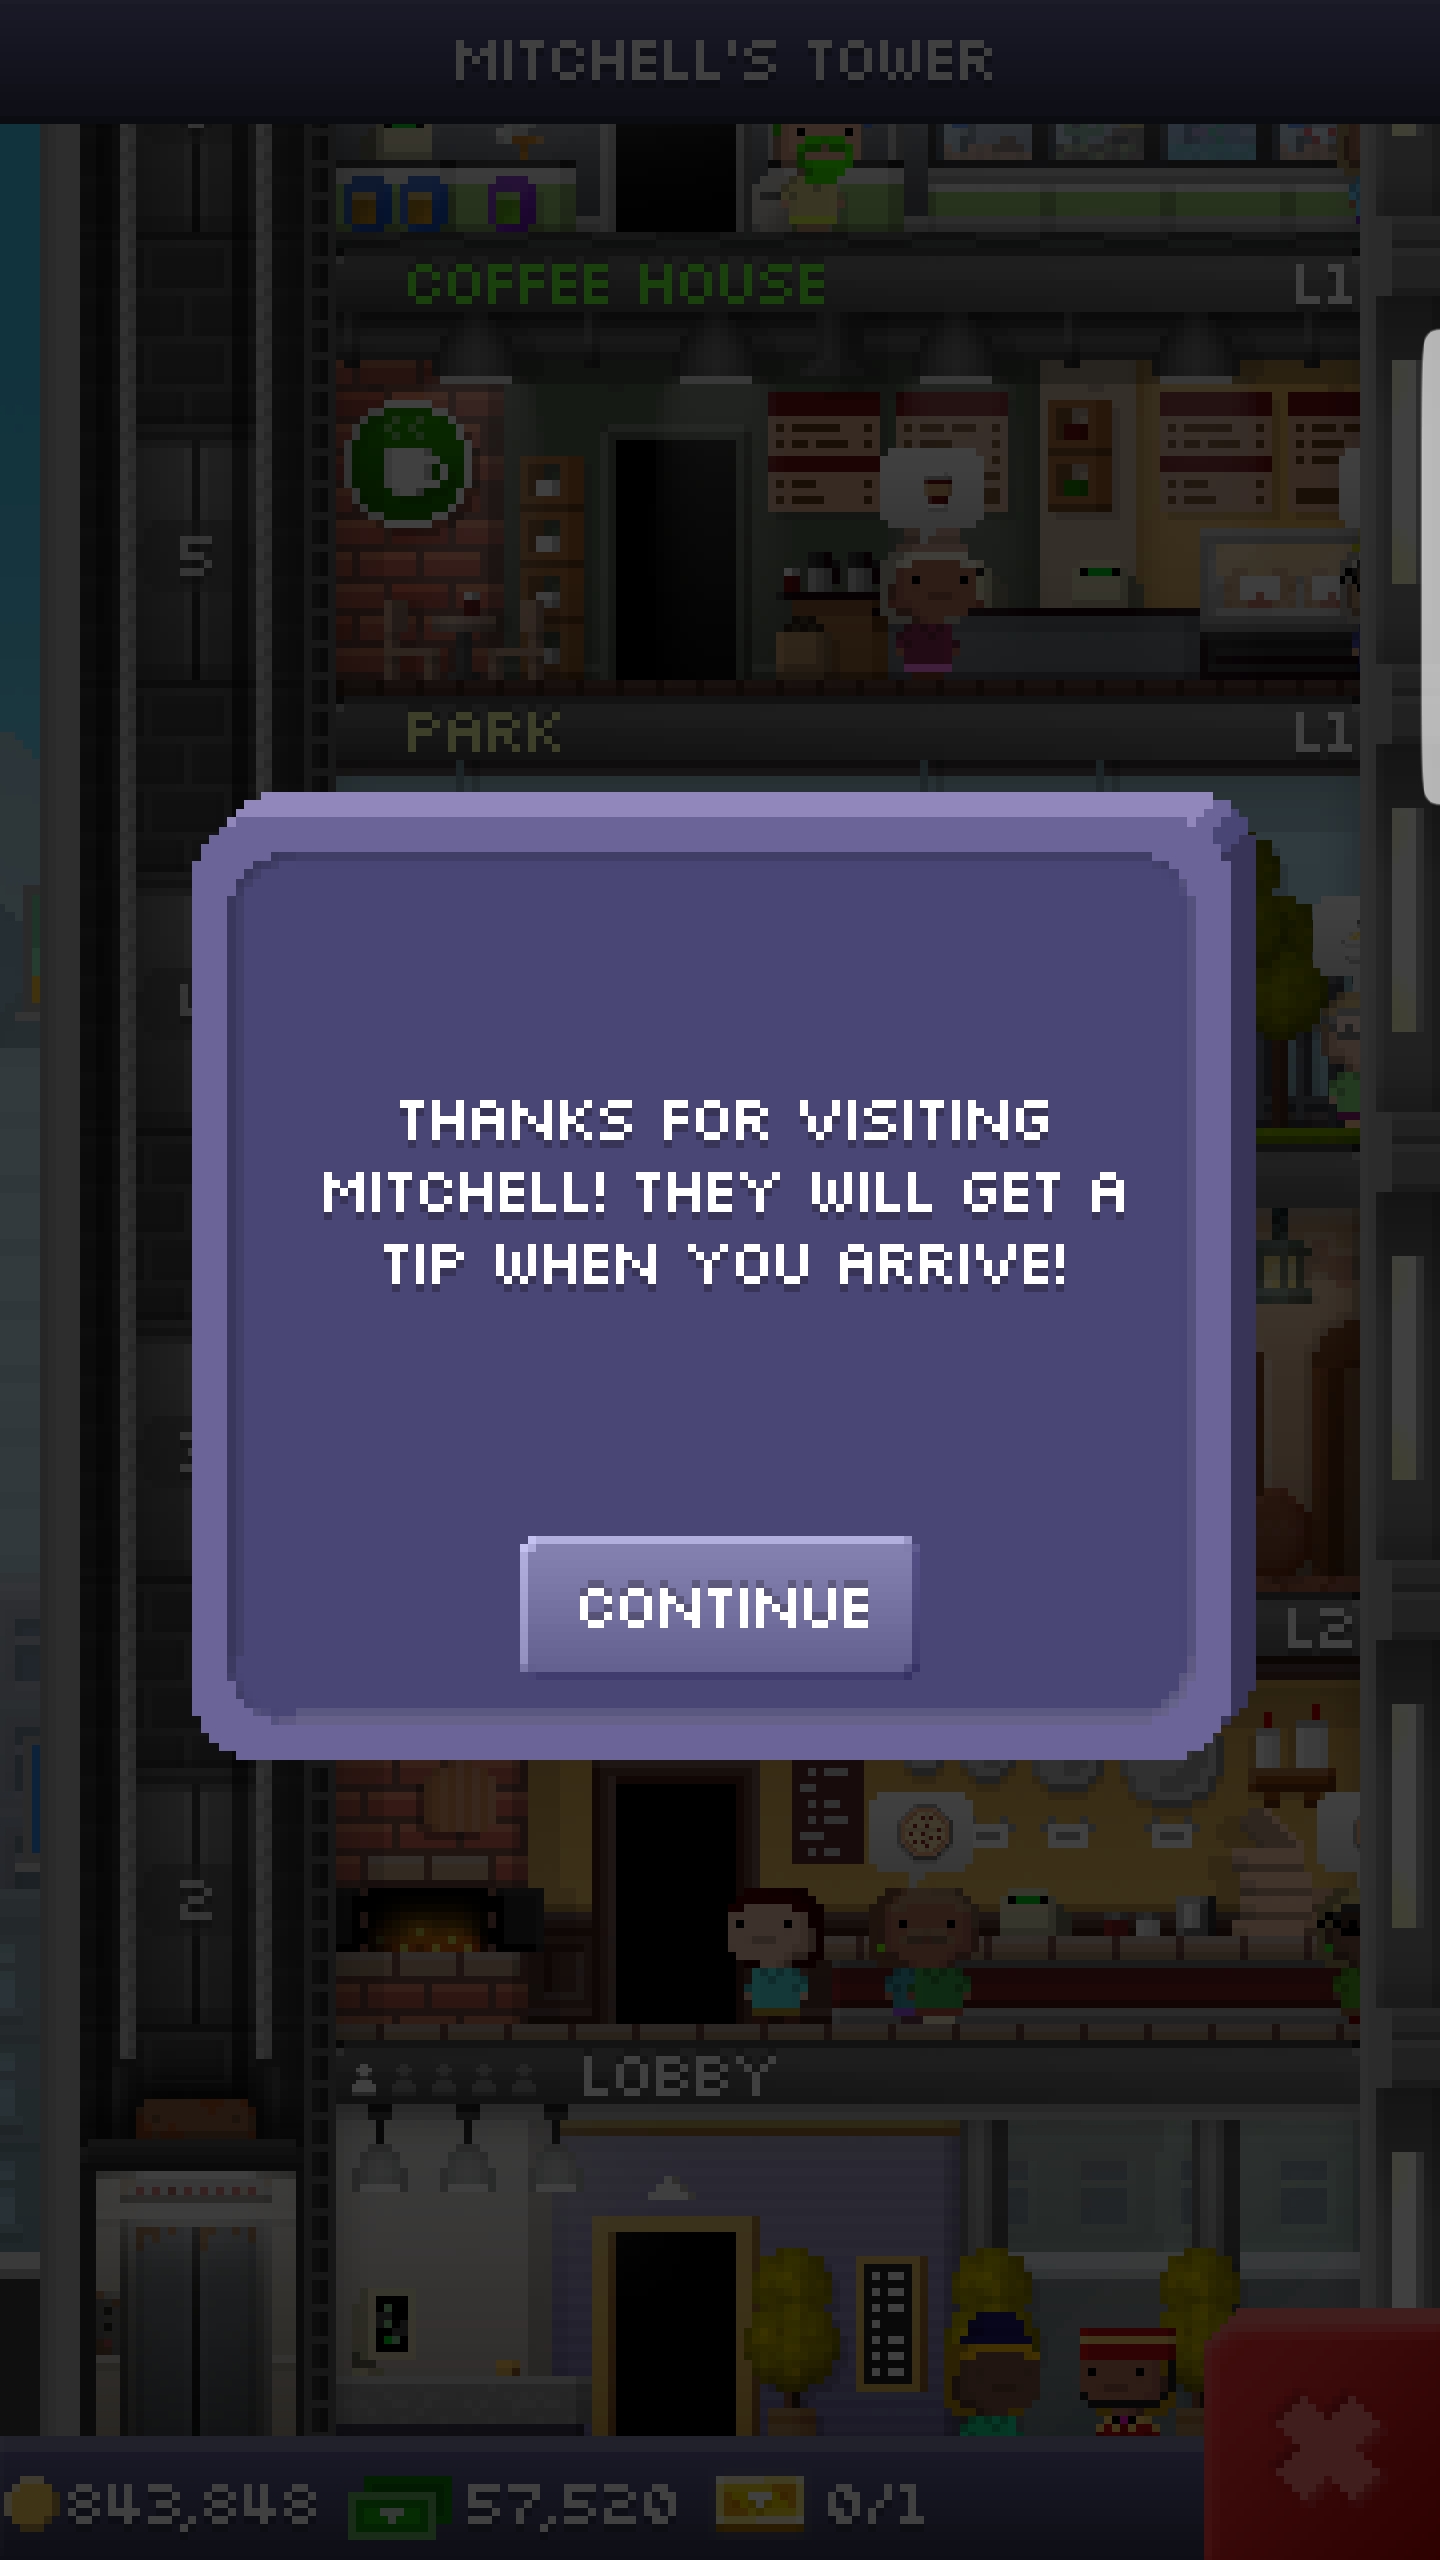 MITCHELL'S TOWER
COFFEE HOUSE L1
5
PARK L1
THANKS FOR VISITING
MITCHELL! THEY WILL GET A
TIP WHEN YOU ARRIVE!
CONTINUE
L2
2
LOBBY
843,848 57,520 0/1